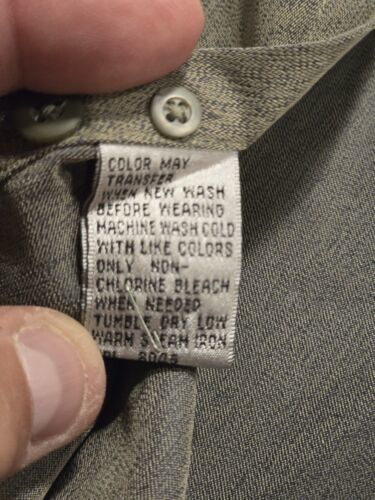 COLOR MAY
TRANSFER
WHEN NEW WASH
BEFORE WEARING
MACHINE WASH COLD
WITH LIKE COLORS
ONLY NON-
CHLORINE BLEACH
WHEN NEEDED
TUMBLE DRY LOW
WARM STEAM IRON